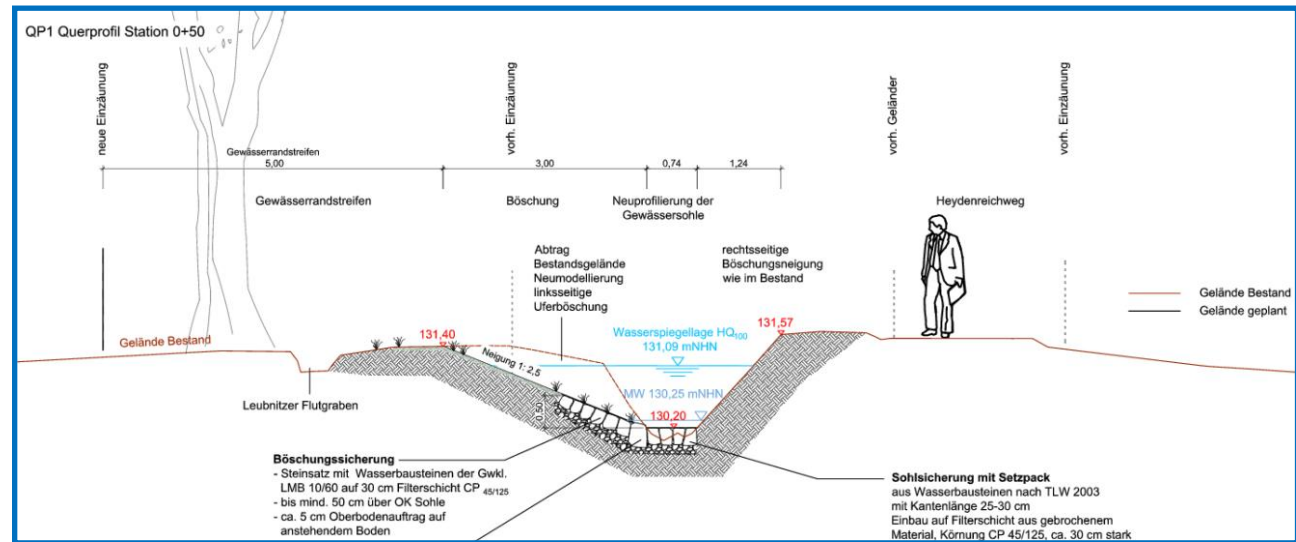 QP1 Querprofil Station 0+50
neue Einzäunung
vorh. Einzäunung
vorh. Geländer
vorh. Einzäunung
Gewässerrandstreifen
5,00
3,00
0,74
1,24
Gewässerrandstreifen
Böschung
Neuprofilierung der
Gewässersohle
Heydenreichweg
Abtrag
Bestandsgelände
Neumodellierung
linksseitige
Uferböschung
rechtsseitige
Böschungsneigung
wie im Bestand
Gelände Bestand
Gelände geplant
Wasserspiegellage HQ100
131,09 mNHN
131,57
131,40
Gelände Bestand
Neigung 1: 2,5
MW 130,25 mNHN
130,20
0,50
Leubnitzer Flutgraben
Böschungssicherung
- Steinsatz mit Wasserbausteinen der Gwkl.
LMB 10/60 auf 30 cm Filterschicht CP 45/125
- bis mind. 50 cm über OK Sohle
- ca. 5 cm Oberbodenauftrag auf
anstehendem Boden
Sohlsicherung mit Setzpack
aus Wasserbausteinen nach TLW 2003
mit Kantenlänge 25-30 cm
Einbau auf Filterschicht aus gebrochenem
Material, Körnung CP 45/125, ca. 30 cm stark